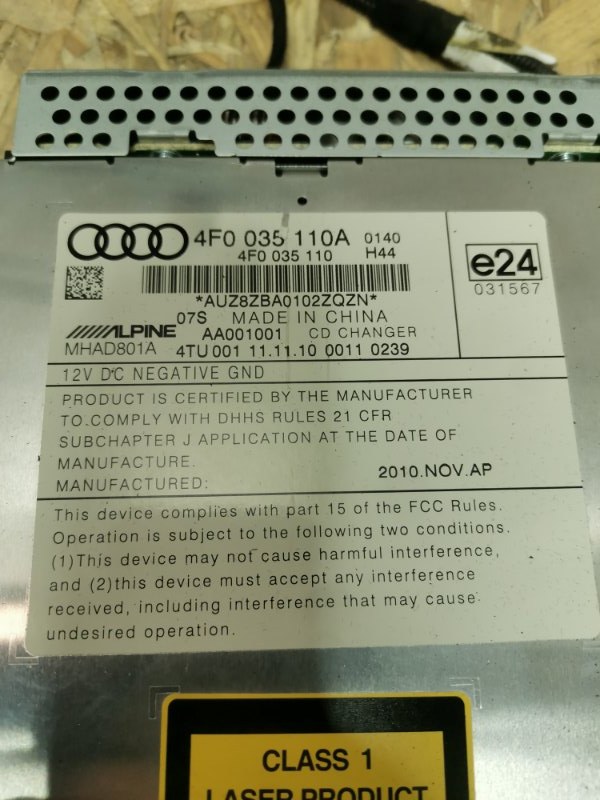 4F0 035 110A 0140
4F0 035 110 H44
e24
031567
*AUZ8ZBA0102ZQZN*
07S MADE IN CHINA
ALPINE AA001001 CD CHANGER
MHAD801A 4TU 001 11.11.10 0011 0239
12V DC NEGATIVE GND
PRODUCT IS CERTIFIED BY THE MANUFACTURER
TO.COMPLY WITH DHHS RULES 21 CFR
SUBCHAPTER J APPLICATION AT THE DATE OF
MANUFACTURE.
MANUFACTURED: 2010.NOV.AP
This device complies with part 15 of the FCC Rules.
Operation is subject to the following two conditions.
(1)This device may not cause harmful interference,
and (2)this device must accept any interference
received, including interference that may cause
undesired operation.
CLASS 1
LASER PRODUCT